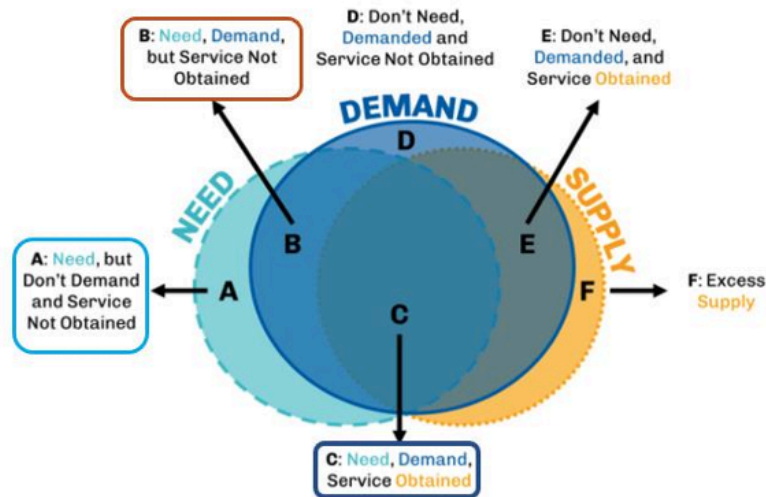 B: Need, Demand,
but Service Not
Obtained
D: Don't Need,
Demanded and
Service Not Obtained
E: Don't Need,
Demanded, and
Service Obtained
DEMAND
NEED
SUPPLY
D
B
E
A
F
C
A: Need, but
Don't Demand
and Service
Not Obtained
F: Excess
Supply
C: Need, Demand,
Service Obtained